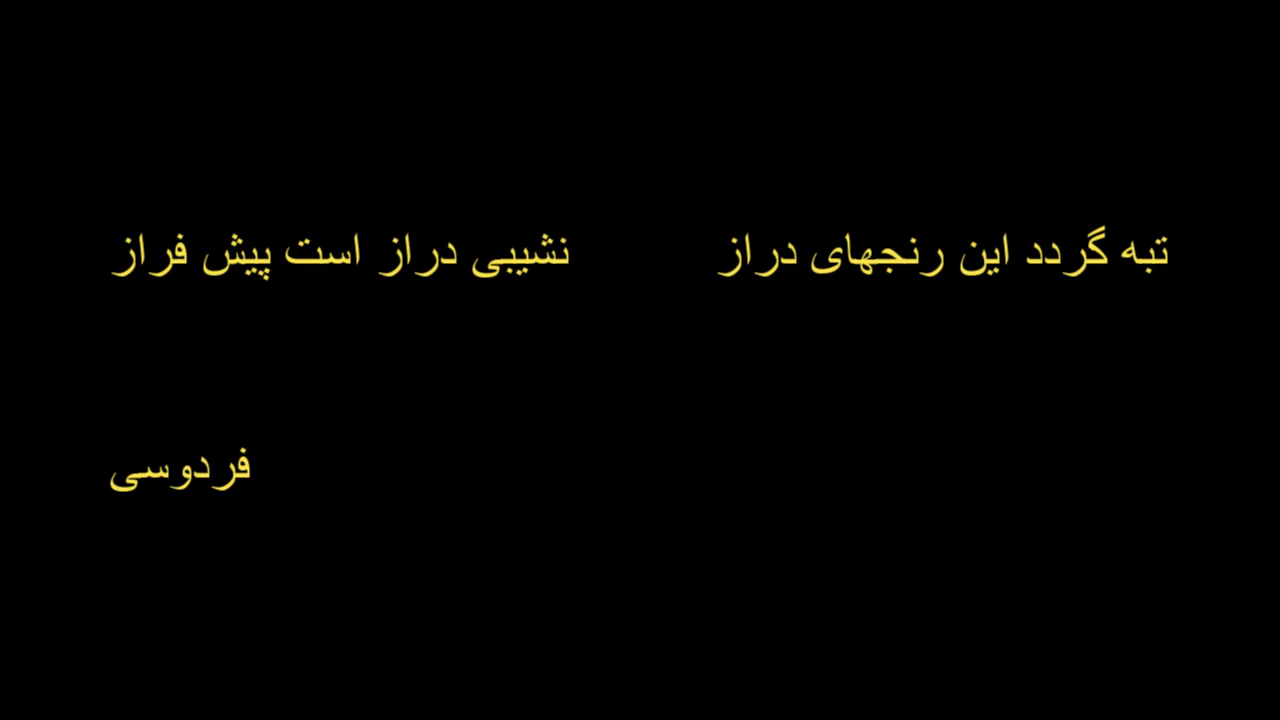 تبه گردد این رنجهای دراز نشیبی دراز است پیش فراز
فردوسی